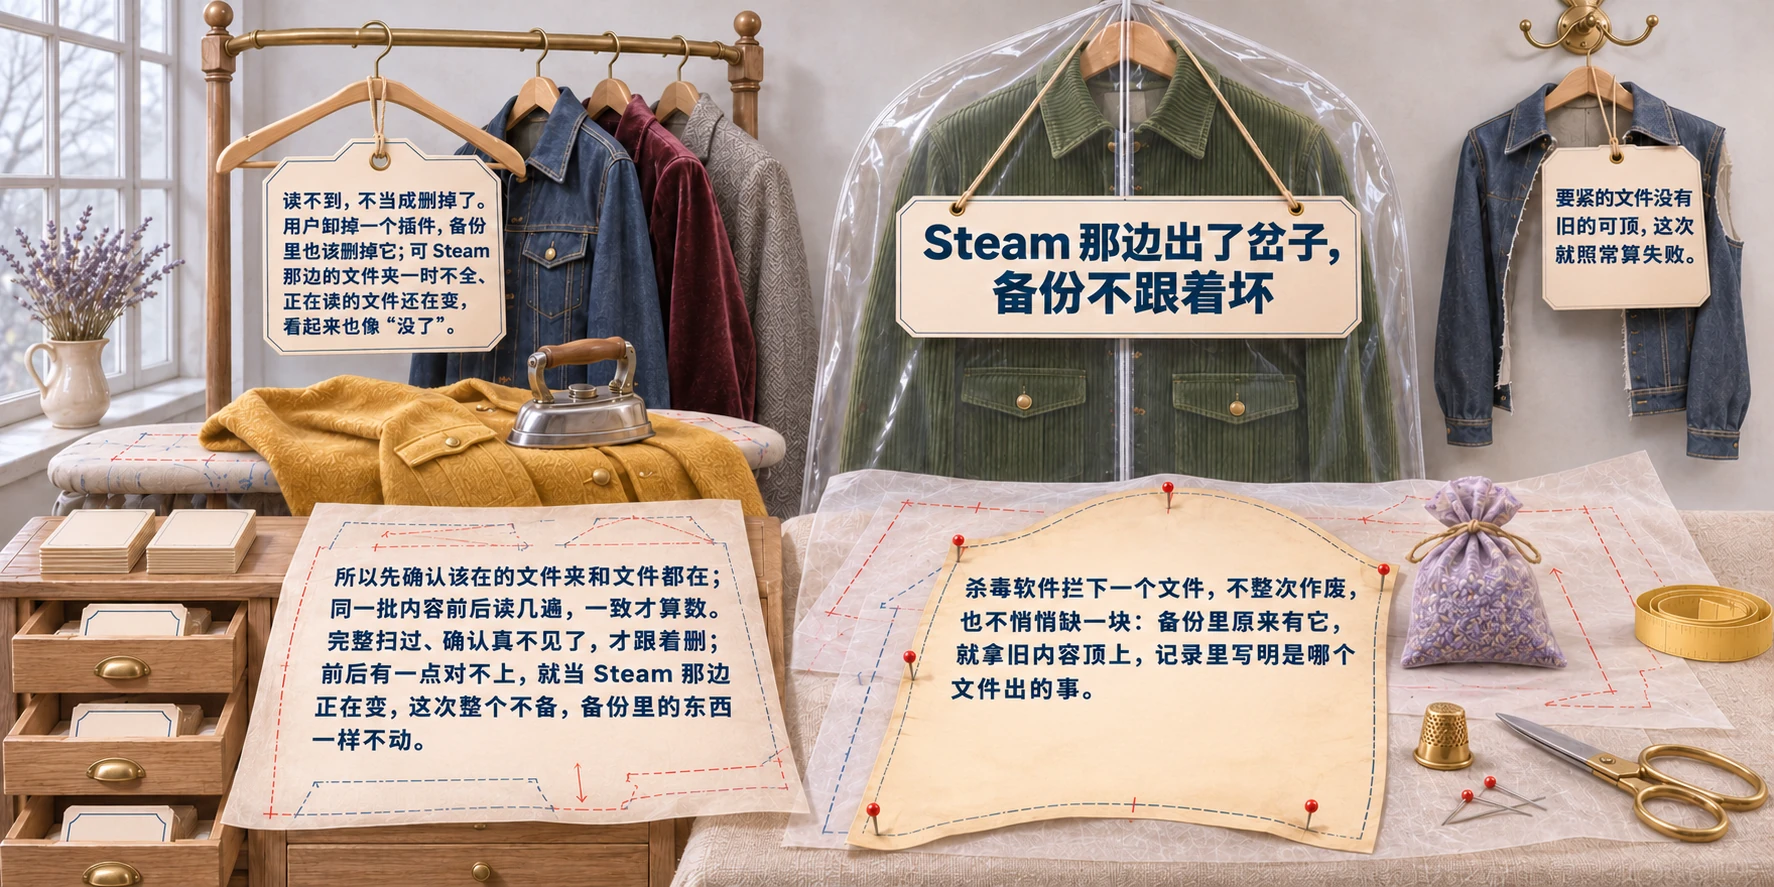 Steam 那边出了岔子，
备份不跟着坏
读不到，不当成删掉了。
用户卸掉一个插件，备份
里也该删掉它；可 Steam
那边的文件夹一时不全、
正在读的文件还在变，
看起来也像“没了”。
所以先确认该在的文件夹和文件都在；
同一批内容前后读几遍，一致才算数。
完整扫过、确认真不见了，才跟着删；
前后有一点对不上，就当 Steam 那边
正在变，这次整个不备，备份里的东西
一样不动。
杀毒软件拦下一个文件，不整次作废，
也不悄悄缺一块：备份里原来有它，
就拿旧内容顶上，记录里写明是哪个
文件出的事。
要紧的文件没有
旧的可顶，这次
就照常算失败。